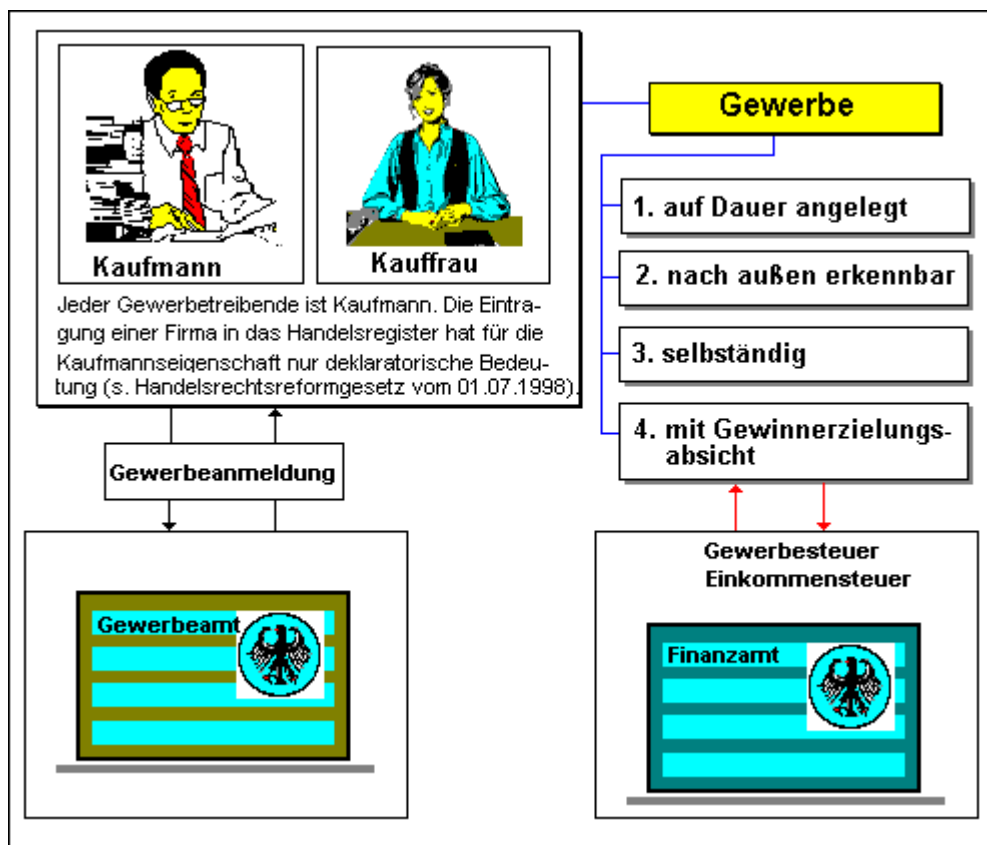 Kaufmann
Kauffrau
Jeder Gewerbetreibende ist Kaufmann. Die Eintra-
gung einer Firma in das Handelsregister hat für die
Kaufmannseigenschaft nur deklaratorische Bedeu-
tung (s. Handelsrechtsreformgesetz vom 01.07.1998).
Gewerbe
1. auf Dauer angelegt
2. nach außen erkennbar
3. selbständig
4. mit Gewinnerzielungs-
absicht
Gewerbeanmeldung
Gewerbeamt
Gewerbesteuer
Einkommensteuer
Finanzamt